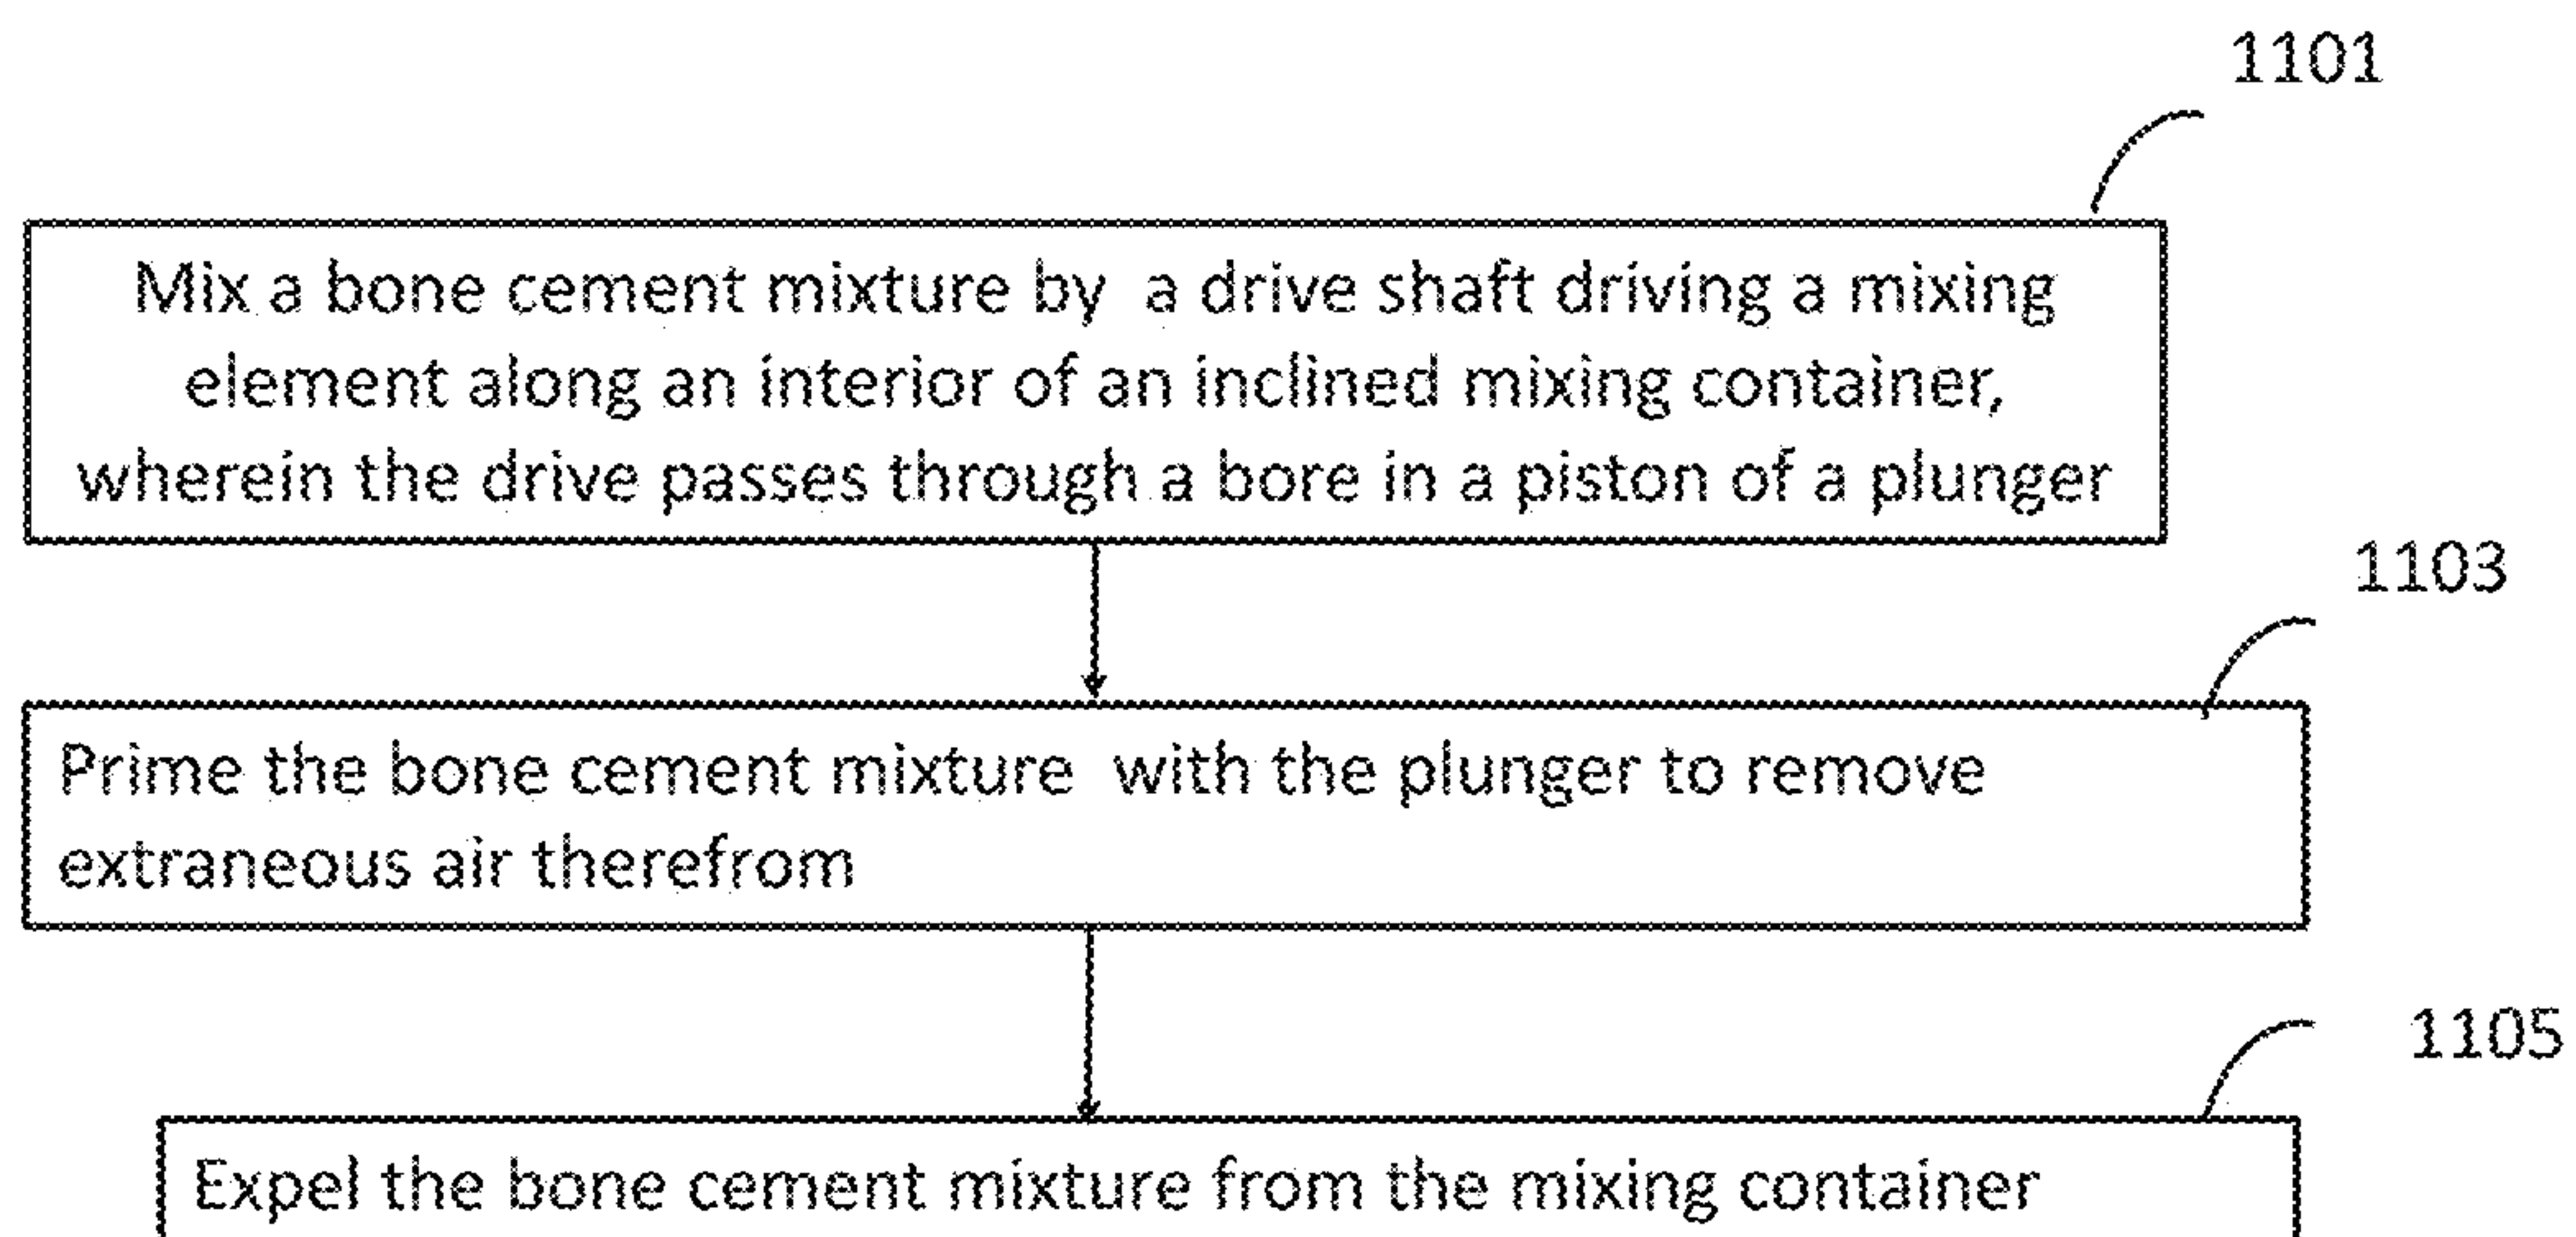 1101
Mix a bone cement mixture by a drive shaft driving a mixing
element along an interior of an inclined mixing container,
wherein the drive passes through a bore in a piston of a plunger
1103
Prime the bone cement mixture with the plunger to remove
extraneous air therefrom
1105
Expel the bone cement mixture from the mixing container